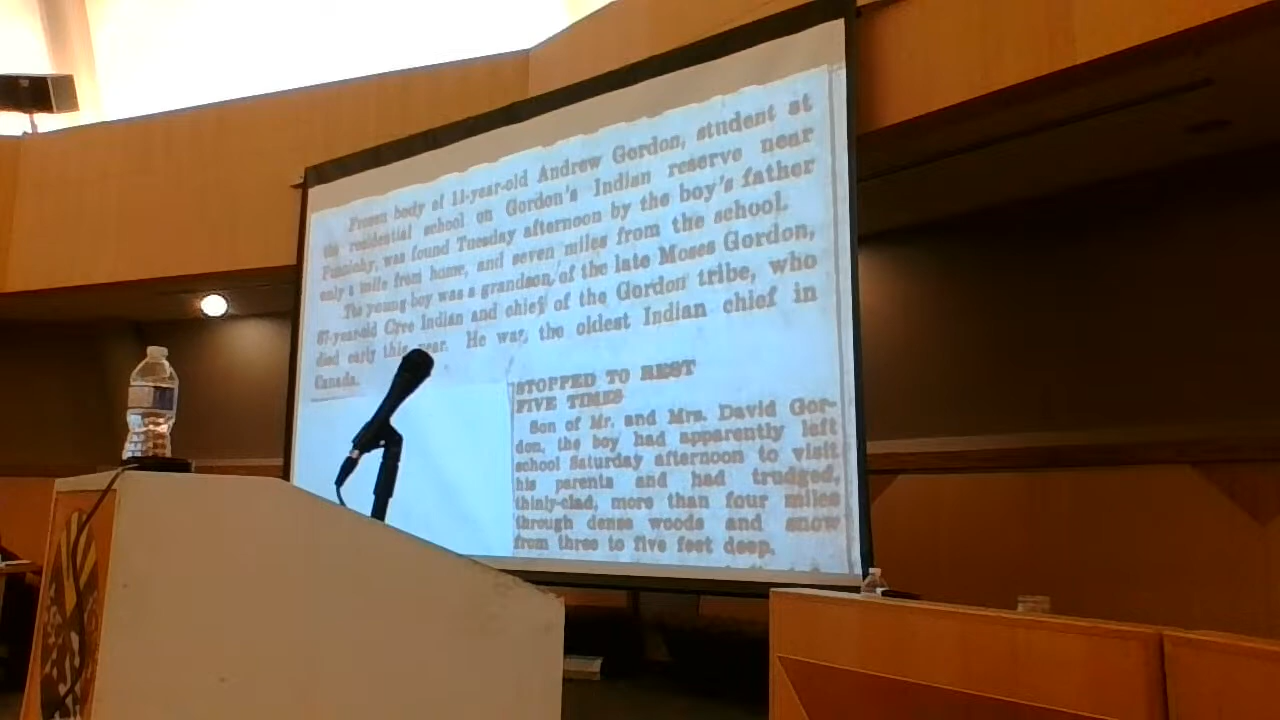 Frozen body of 11-year-old Andrew Gordon, student at
the residential school on Gordon's Indian reserve near
Punnichy, was found Tuesday afternoon by the boy's father
only a mile from home, and seven miles from the school.
The young boy was a grandson of the late Moses Gordon,
87-year-old Cree Indian and chief of the Gordon tribe, who
died early this year. He was the oldest Indian chief in
Canada.
STOPPED TO REST
FIVE TIMES
Son of Mr. and Mrs. David Gor-
don, the boy had apparently left
school Saturday afternoon to visit
his parents and had trudged,
thinly-clad, more than four miles
through dense woods and snow
from three to five feet deep.